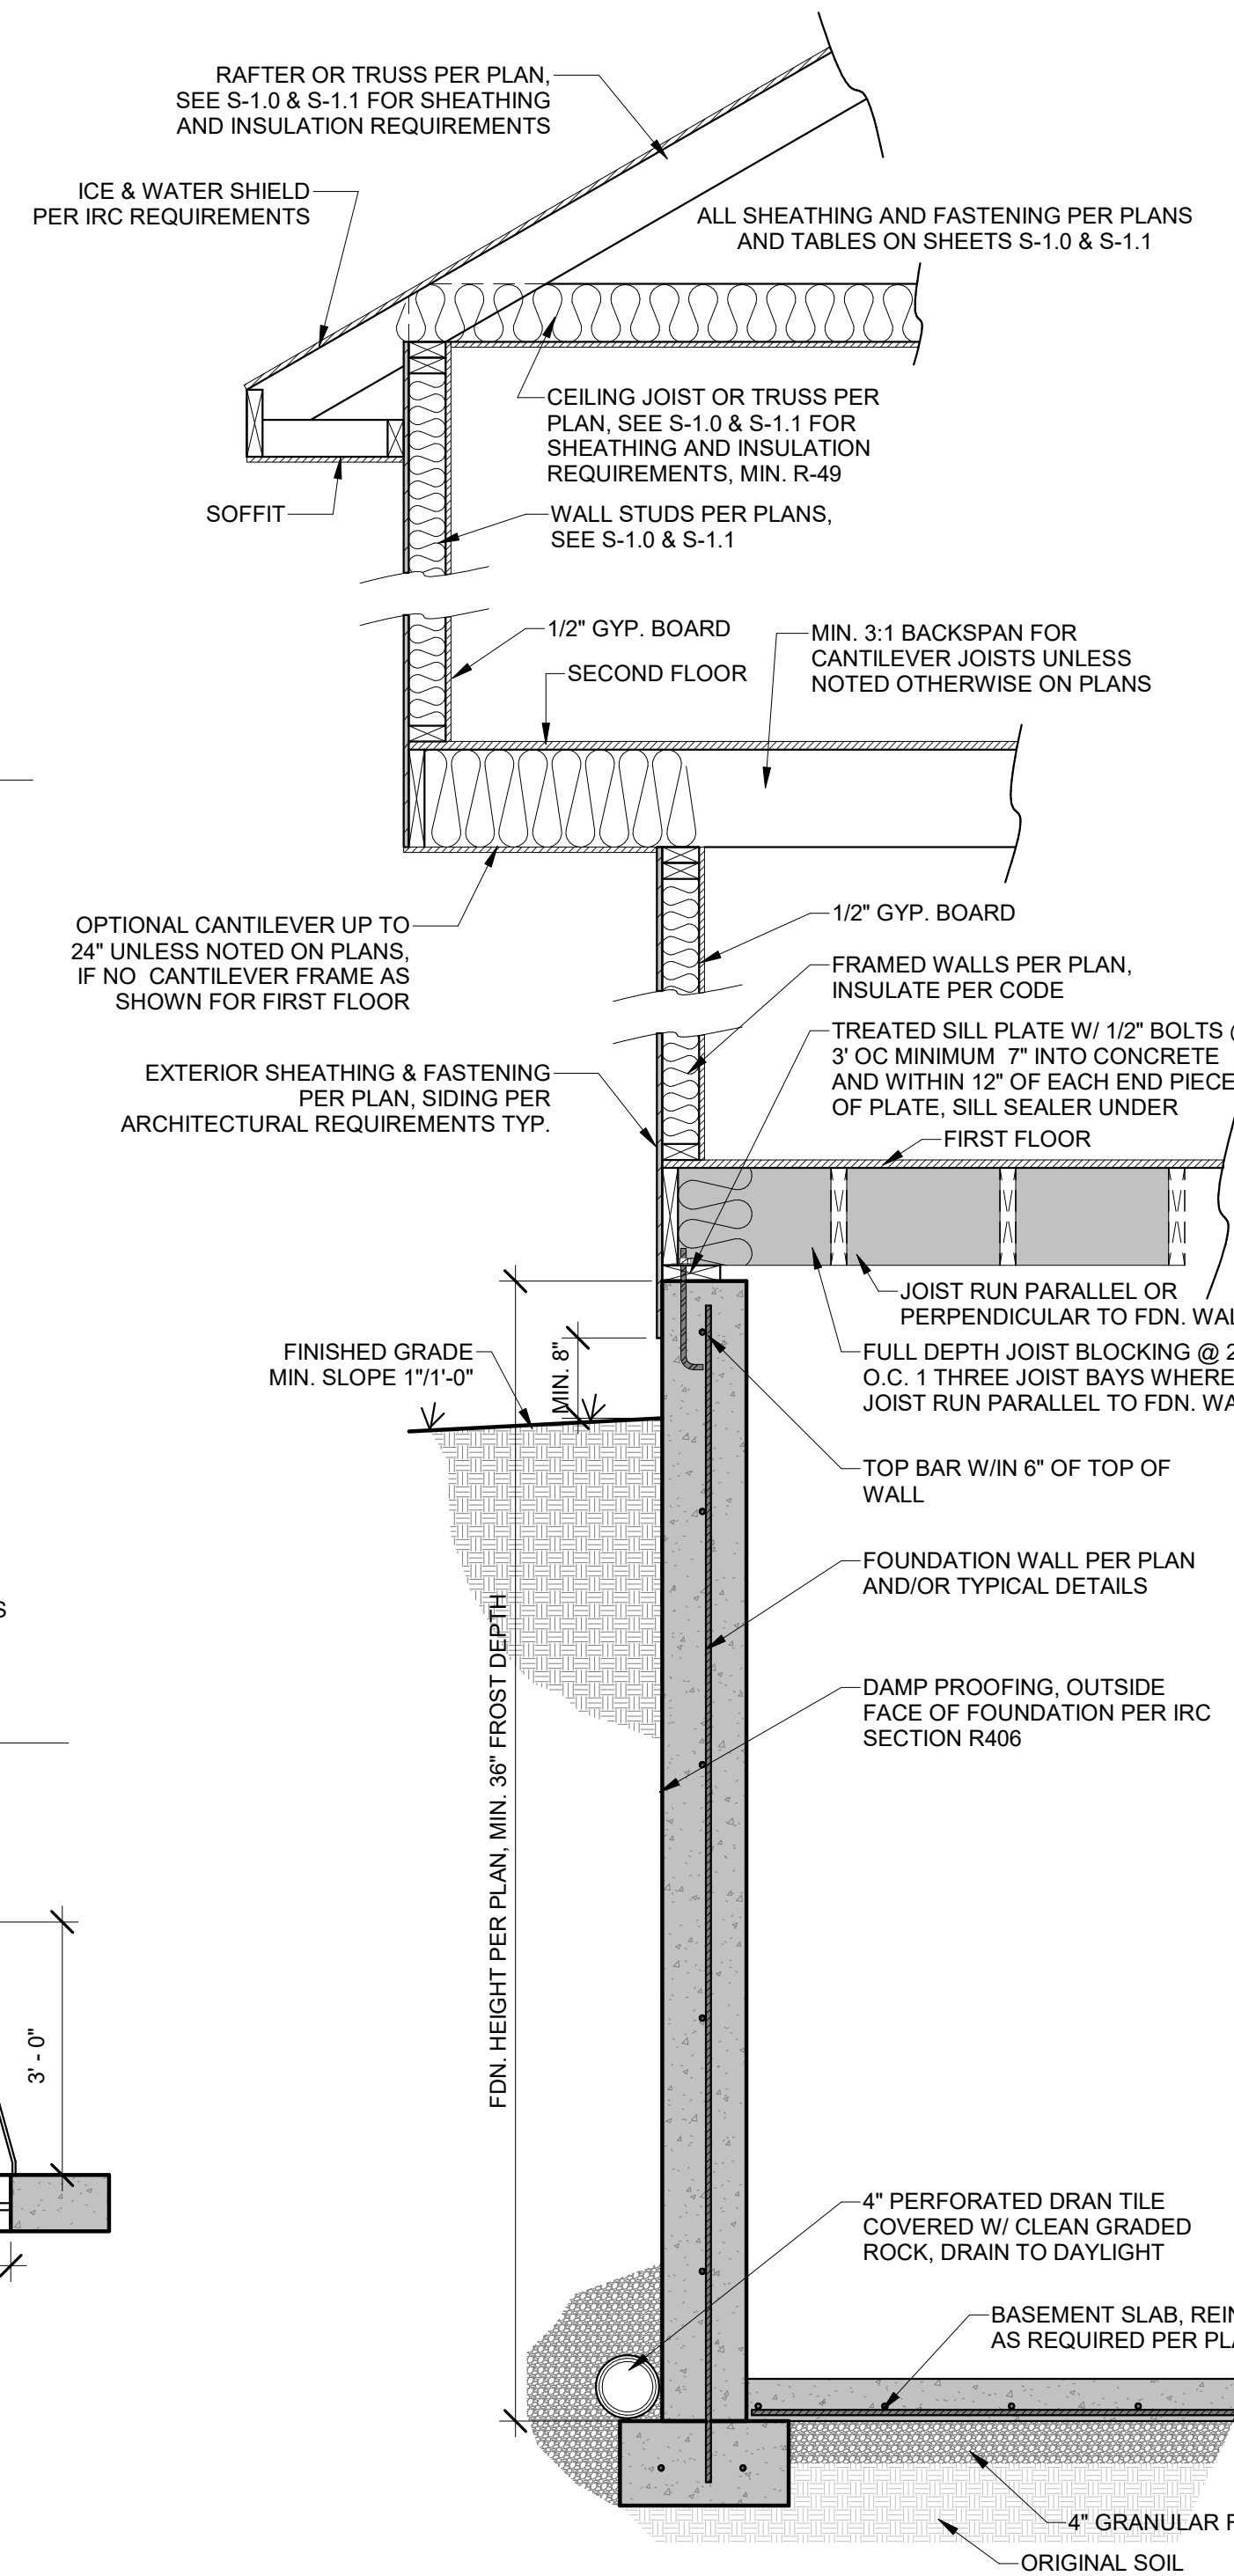 RAFTER OR TRUSS PER PLAN,
SEE S-1.0 & S-1.1 FOR SHEATHING
AND INSULATION REQUIREMENTS
ICE & WATER SHIELD
PER IRC REQUIREMENTS
ALL SHEATHING AND FASTENING PER PLANS
AND TABLES ON SHEETS S-1.0 & S-1.1
CEILING JOIST OR TRUSS PER
PLAN, SEE S-1.0 & S-1.1 FOR
SHEATHING AND INSULATION
REQUIREMENTS, MIN. R-49
SOFFIT
WALL STUDS PER PLANS,
SEE S-1.0 & S-1.1
1/2" GYP. BOARD
SECOND FLOOR
MIN. 3:1 BACKSPAN FOR
CANTILEVER JOISTS UNLESS
NOTED OTHERWISE ON PLANS
OPTIONAL CANTILEVER UP TO
24" UNLESS NOTED ON PLANS,
IF NO CANTILEVER FRAME AS
SHOWN FOR FIRST FLOOR
1/2" GYP. BOARD
FRAMED WALLS PER PLAN,
INSULATE PER CODE
TREATED SILL PLATE W/ 1/2" BOLTS @
3' OC MINIMUM 7" INTO CONCRETE
AND WITHIN 12" OF EACH END PIECE
OF PLATE, SILL SEALER UNDER
EXTERIOR SHEATHING & FASTENING
PER PLAN, SIDING PER
ARCHITECTURAL REQUIREMENTS TYP.
FIRST FLOOR
JOIST RUN PARALLEL OR
PERPENDICULAR TO FDN. WAL
FINISHED GRADE
MIN. SLOPE 1"/1'-0"
MIN. 8"
FULL DEPTH JOIST BLOCKING @ 2
O.C. 1 THREE JOIST BAYS WHERE
JOIST RUN PARALLEL TO FDN. WA
TOP BAR W/IN 6" OF TOP OF
WALL
FOUNDATION WALL PER PLAN
AND/OR TYPICAL DETAILS
S
FDN. HEIGHT PER PLAN, MIN. 36" FROST DEPTH
DAMP PROOFING, OUTSIDE
FACE OF FOUNDATION PER IRC
SECTION R406
3' - 0"
4" PERFORATED DRAN TILE
COVERED W/ CLEAN GRADED
ROCK, DRAIN TO DAYLIGHT
BASEMENT SLAB, REIN
AS REQUIRED PER PLA
4" GRANULAR F
ORIGINAL SOIL